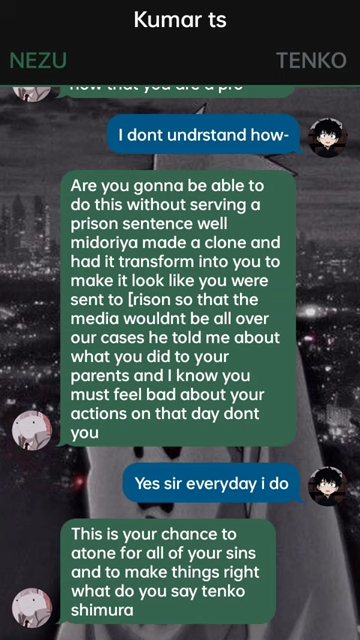 Kumar ts
NEZU
TENKO
now that you are a pro
I dont undrstand how-
Are you gonna be able to
do this without serving a
prison sentence well
midoriya made a clone and
had it transform into you to
make it look like you were
sent to [rison so that the
media wouldnt be all over
our cases he told me about
what you did to your
parents and I know you
must feel bad about your
actions on that day dont
you
Yes sir everyday i do
This is your chance to
atone for all of your sins
and to make things right
what do you say tenko
shimura